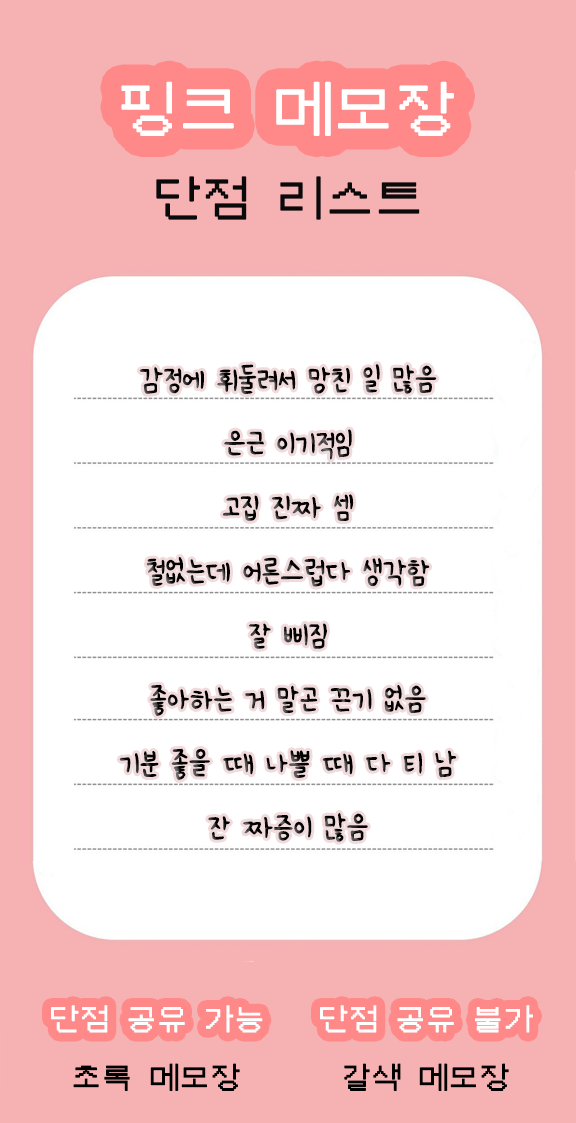 핑크 메모장
단점 리스트
감정에 휘둘려서 망친 일 많음
은근 이기적임
고집 진짜 셈
철없는데 어른스럽다 생각함
잘 삐짐
좋아하는 거 말곤 끈기 없음
기분 좋을 때 나쁠 때 다 티 남
잔 짜증이 많음
단점 공유 가능 단점 공유 불가
초록 메모장 갈색 메모장